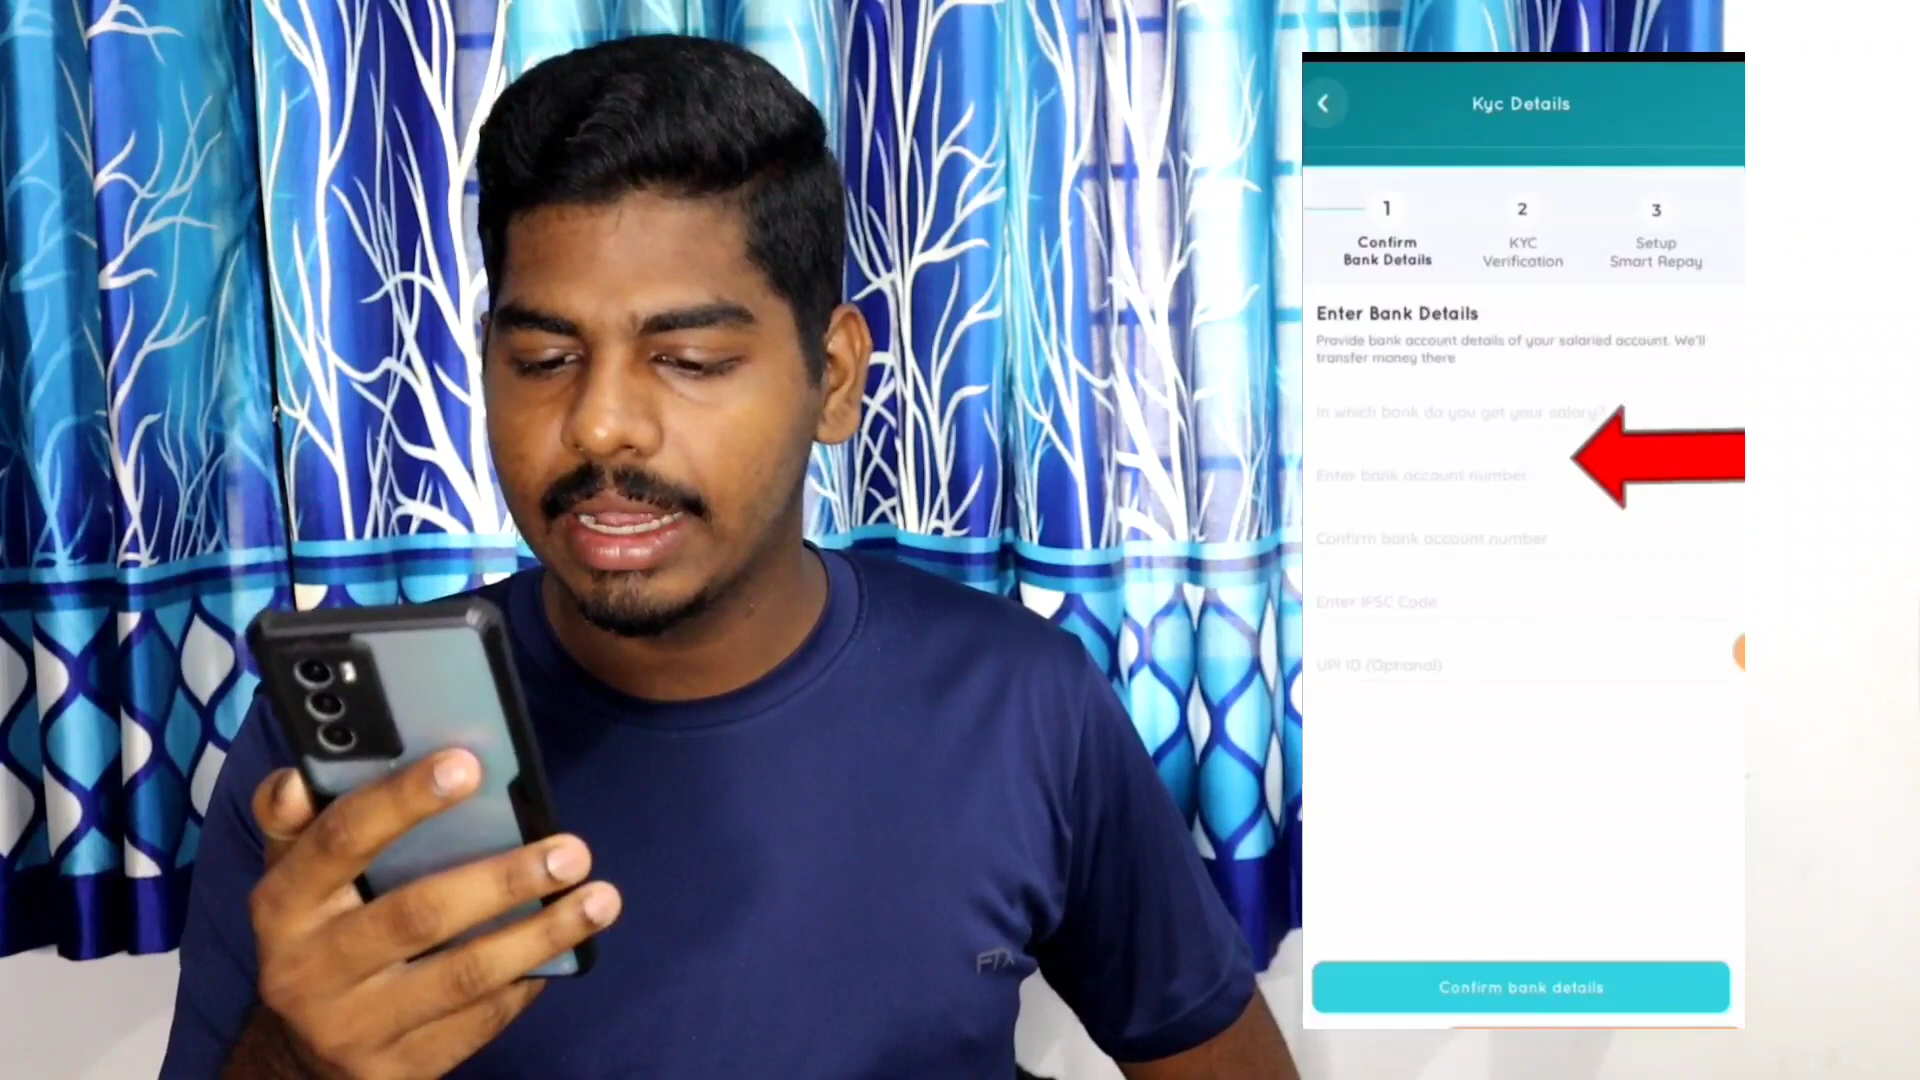 Kyc Details
1
Confirm
Bank Details
2
KYC
Verification
3
Setup
Smart Repay
Enter Bank Details
Provide bank account details of your salaried account. We'll
transfer money there
In which bank do you get your salary?
Enter bank account number
Confirm bank account number
Enter IFSC Code
UPI ID (Optional)
Confirm bank details
FTX